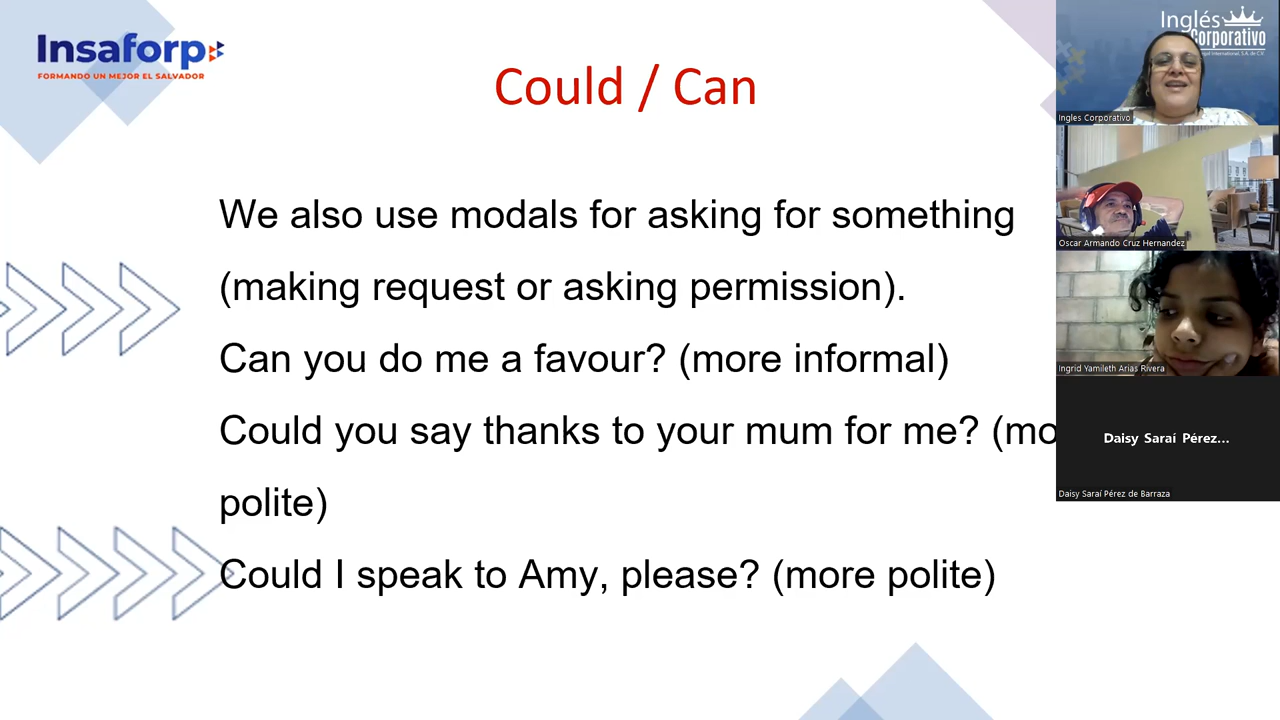 Insaforp
FORMANDO UN MEJOR EL SALVADOR
Could / Can
We also use modals for asking for something
(making request or asking permission).
Can you do me a favour? (more informal)
Could you say thanks to your mum for me? (mo
polite)
Could I speak to Amy, please? (more polite)
Inglés
Corporativo
Ingles Corporativo
Oscar Armando Cruz Hernandez
Ingrid Yamileth Arias Rivera
Daisy Saraí Pérez...
Daisy Saraí Pérez de Barraza